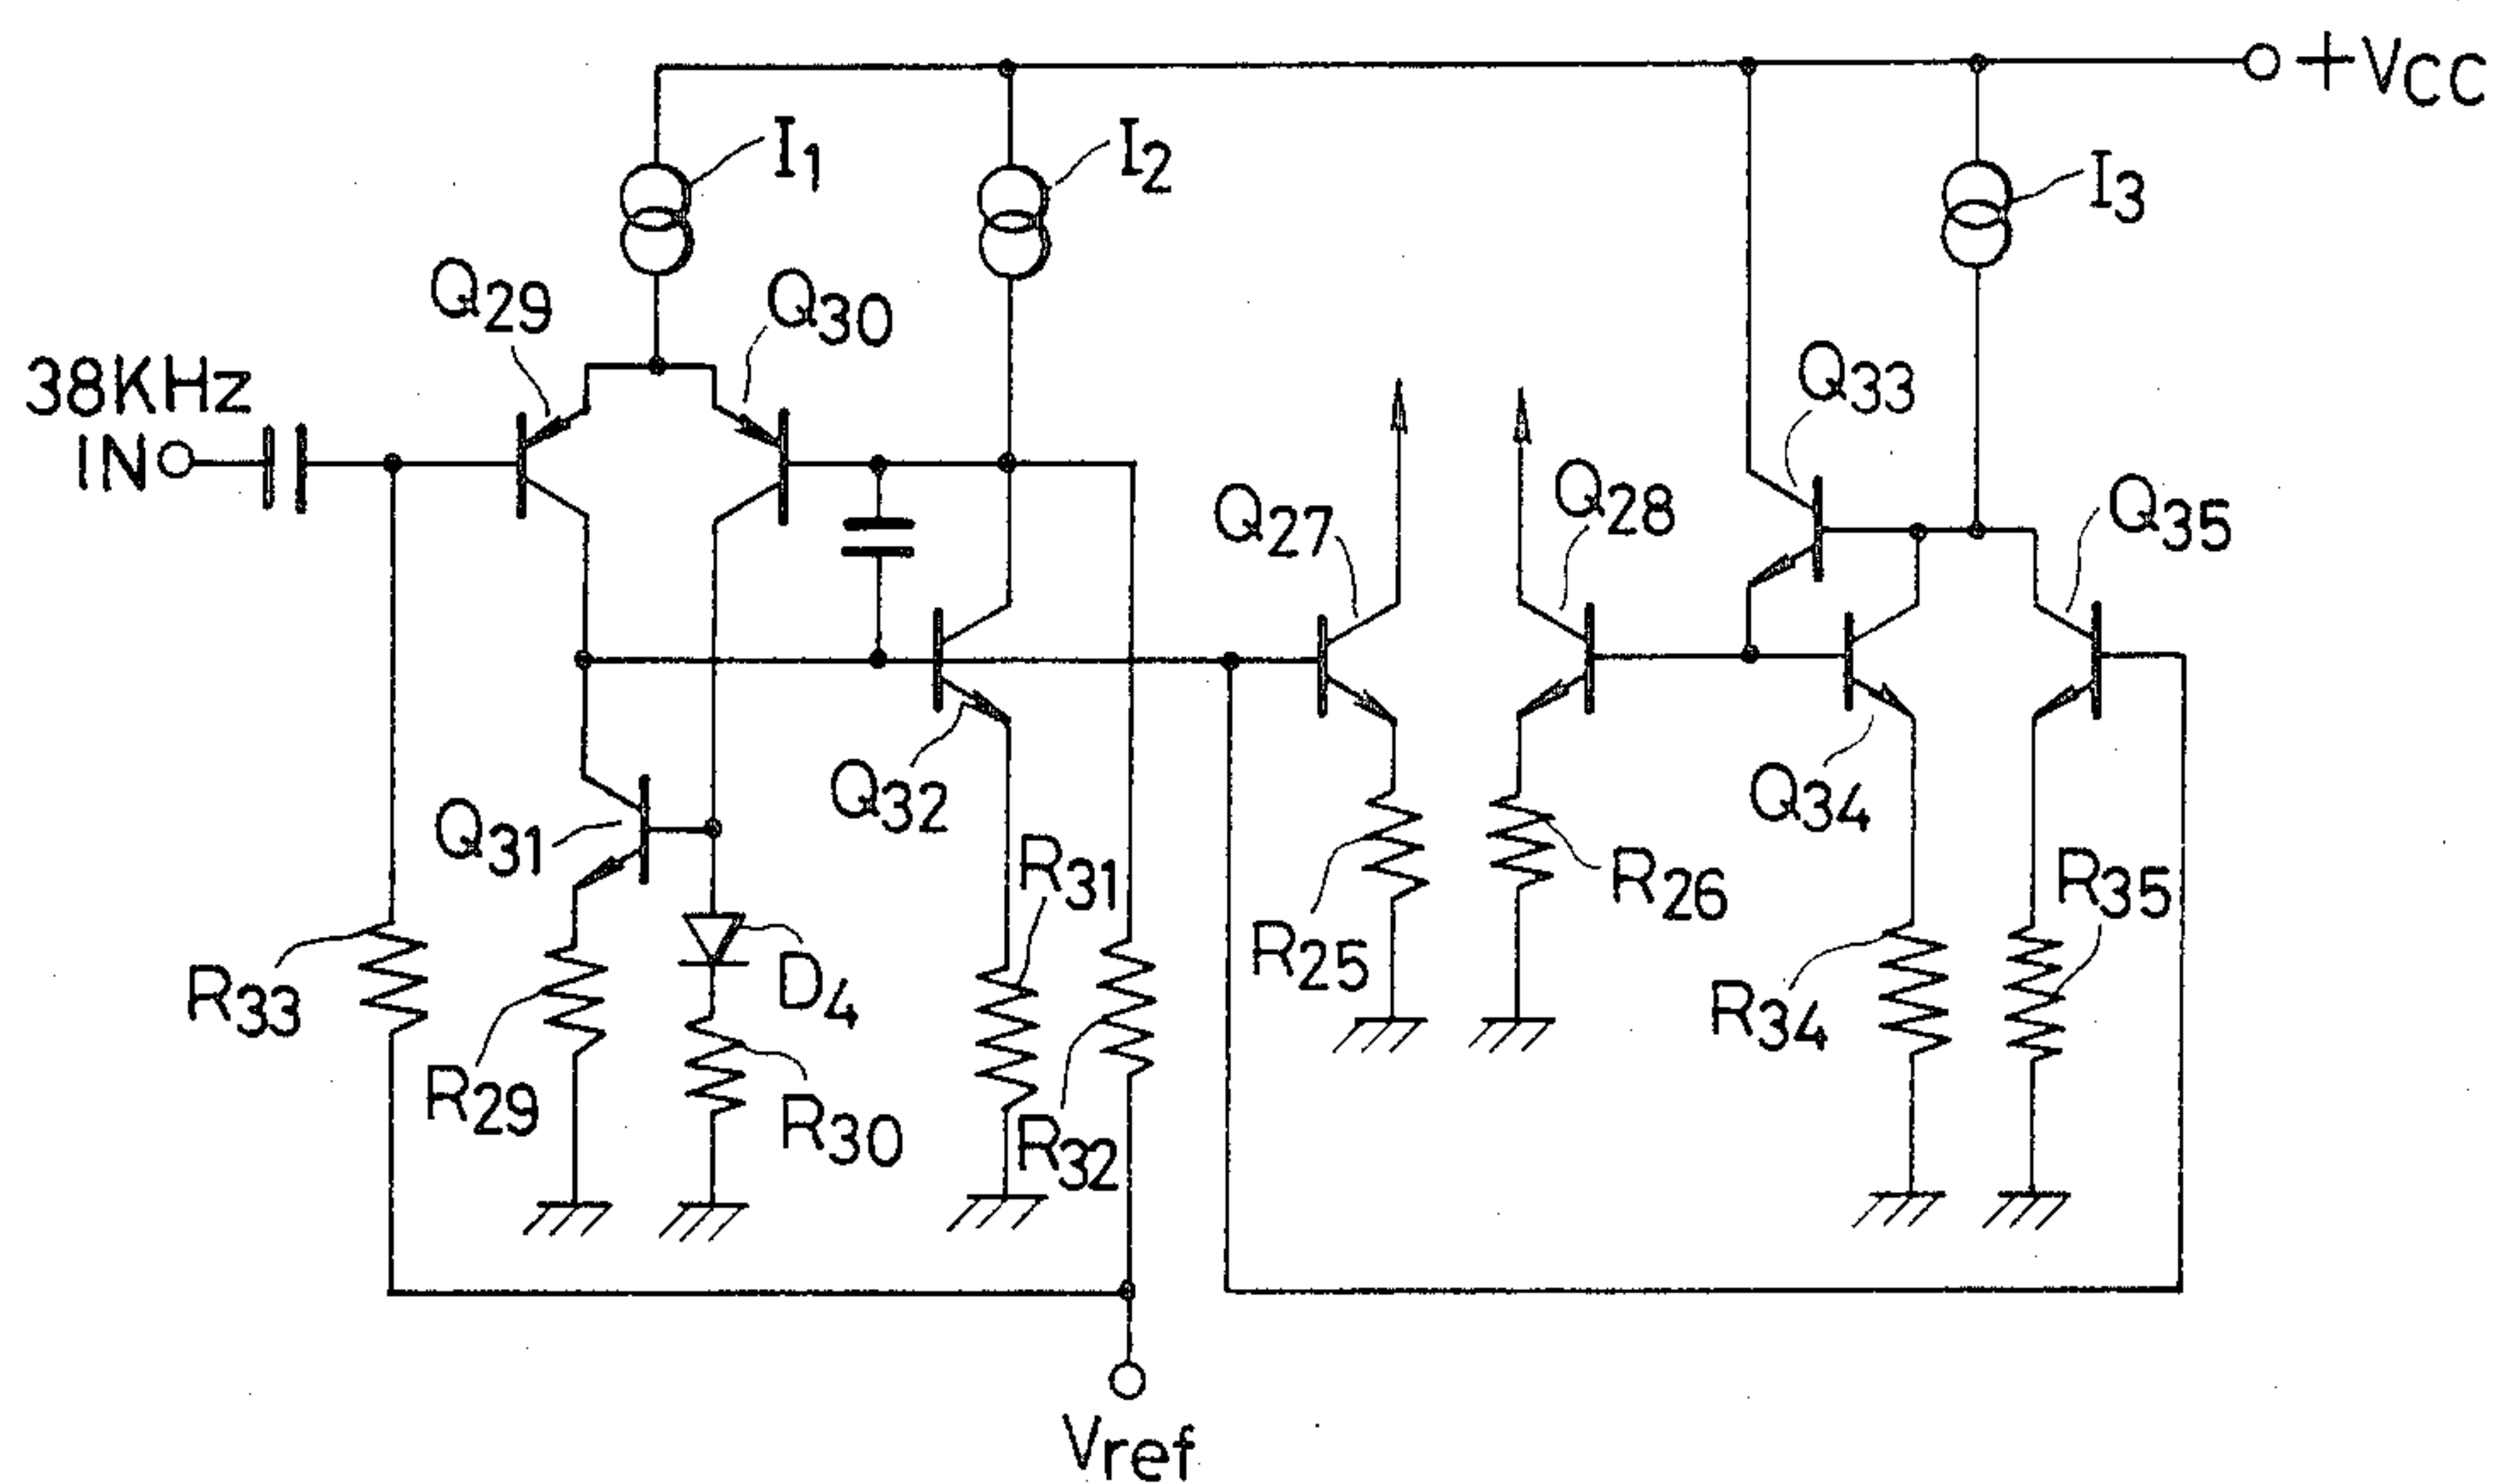 +VCC
I1
I2
I3
Q29
Q30
Q33
38KHz
IN
Q27
Q28
Q35
Q32
Q34
Q31
R31
R26
R35
R33
D4
R25
R34
R29
R30
R32
Vref